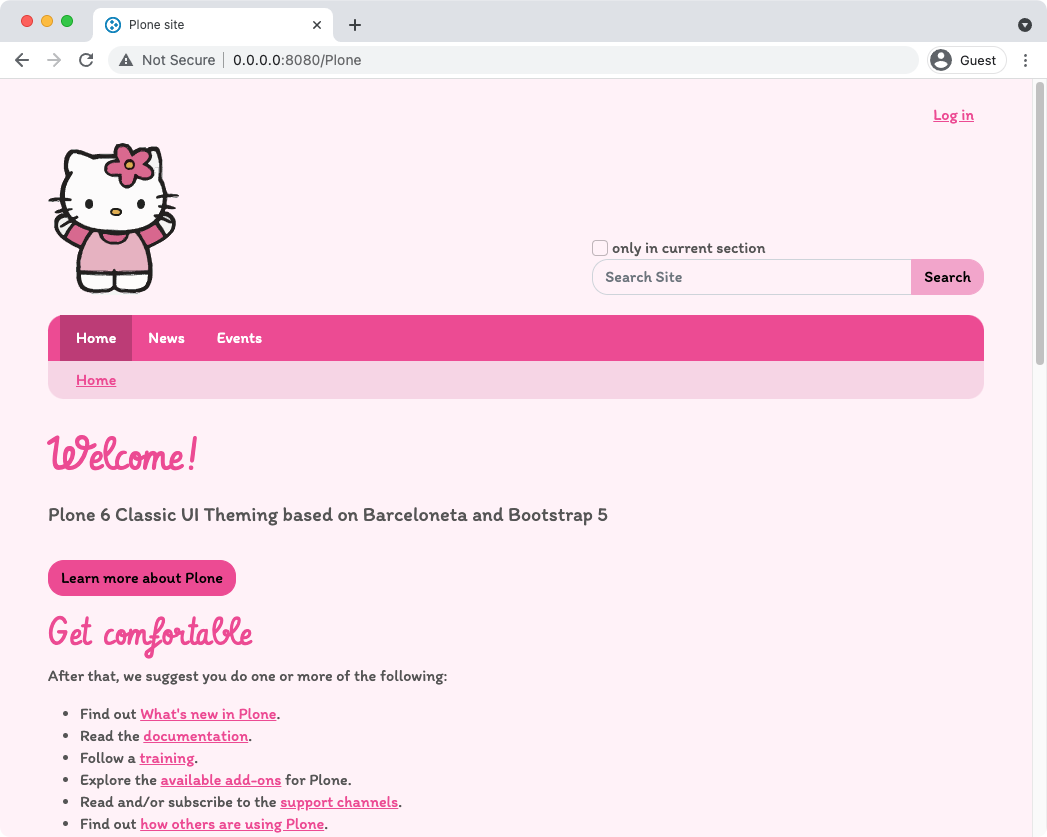 Plone site
Not Secure 0.0.0.0:8080/Plone Guest
Log in
only in current section
Search Site Search
Home News Events
Home
Welcome!
Plone 6 Classic UI Theming based on Barceloneta and Bootstrap 5
Learn more about Plone
Get comfortable
After that, we suggest you do one or more of the following:
Find out What's new in Plone.
Read the documentation.
Follow a training.
Explore the available add-ons for Plone.
Read and/or subscribe to the support channels.
Find out how others are using Plone.